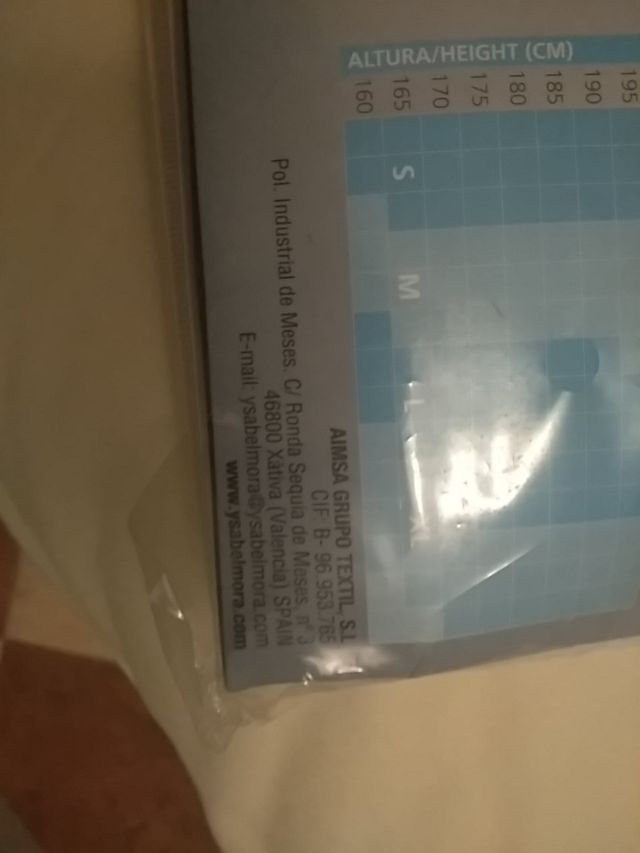 ALTURA/HEIGHT (CM)
160 165 170 175 180 185 190 195
S
M
L
AIMSA GRUPO TEXTIL, S.L
CIF: B- 96 953 765
Pol. Industrial de Meses. C/ Ronda Sequia de Meses, nº 3
46800 Xàtiva (Valencia) SPAIN
E-mail: ysabelmora@ysabelmora.com
www.ysabelmora.com